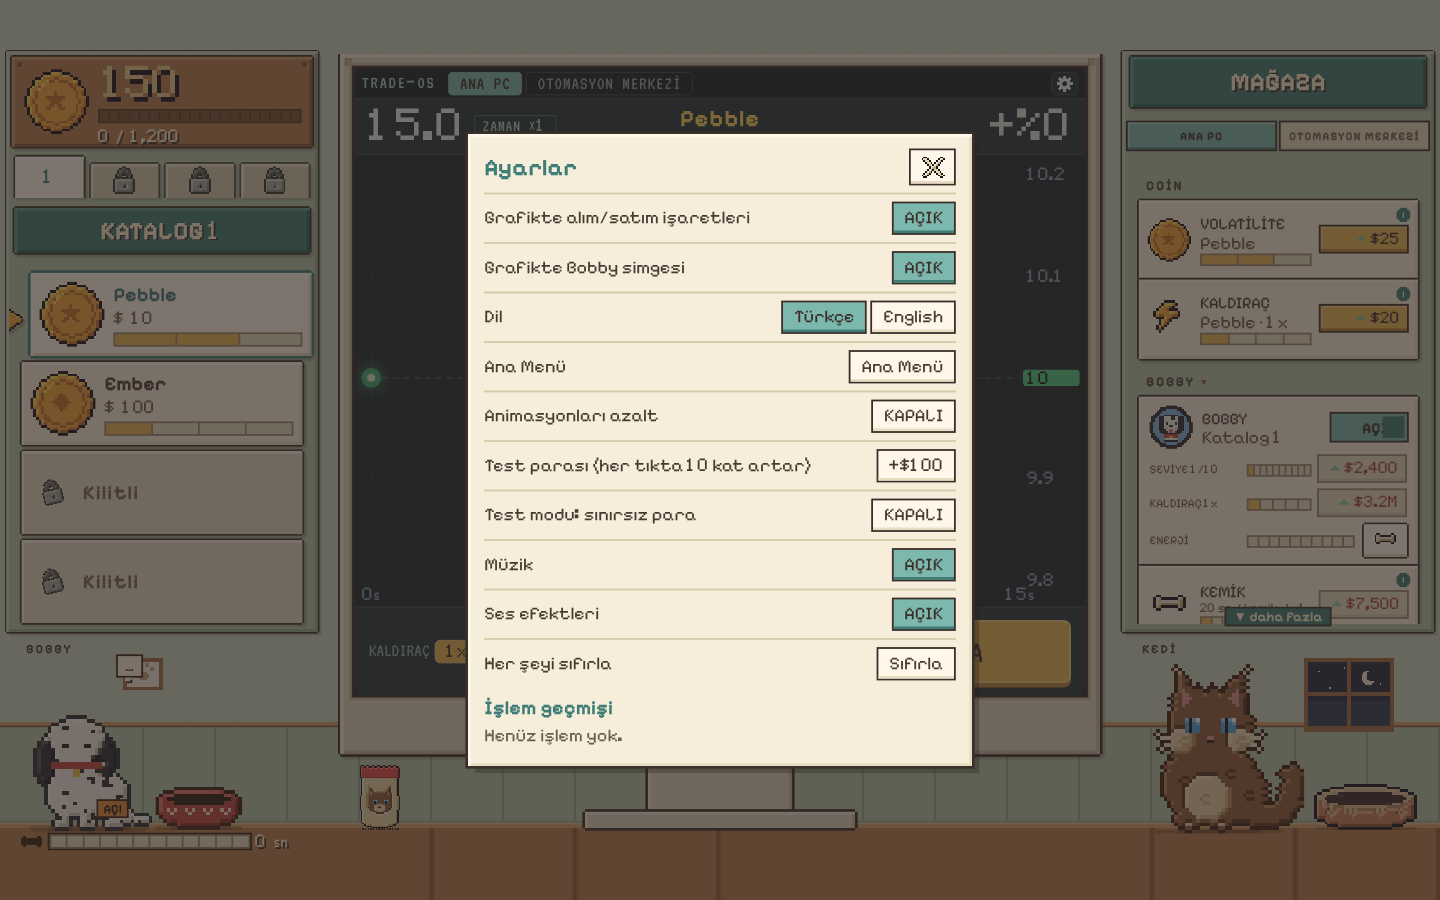 150
0 / 1,200
1
KATALOG1
Pebble
$ 10
Ember
$ 100
Kilitli
Kilitli
BOBBY
...
AÇ!
0 sn
TRADE-OS
ANA PC
OTOMASYON MERKEZİ
15.0
ZAMAN X1
Pebble
+%0
10.2
10.1
10
9.9
9.8
0s
15s
KALDIRAÇ
1x
A
Ayarlar
Grafikte alım/satım işaretleri
AÇIK
Grafikte Bobby simgesi
AÇIK
Dil
Türkçe
English
Ana Menü
Ana Menü
Animasyonları azalt
KAPALI
Test parası (her tıkta 10 kat artar)
+$100
Test modu: sınırsız para
KAPALI
Müzik
AÇIK
Ses efektleri
AÇIK
Her şeyi sıfırla
Sıfırla
İşlem geçmişi
Henüz işlem yok.
MAĞAZA
ANA PC
OTOMASYON MERKEZİ
COİN
VOLATİLİTE
Pebble
$25
KALDIRAÇ
Pebble · 1 x
$20
BOBBY
BOBBY
Katalog1
SEVİYE 1 /10
$2,400
KALDIRAÇ 1 x
$3.2M
ENERJİ
KEMİK
$7,500
daha fazla
KEDİ